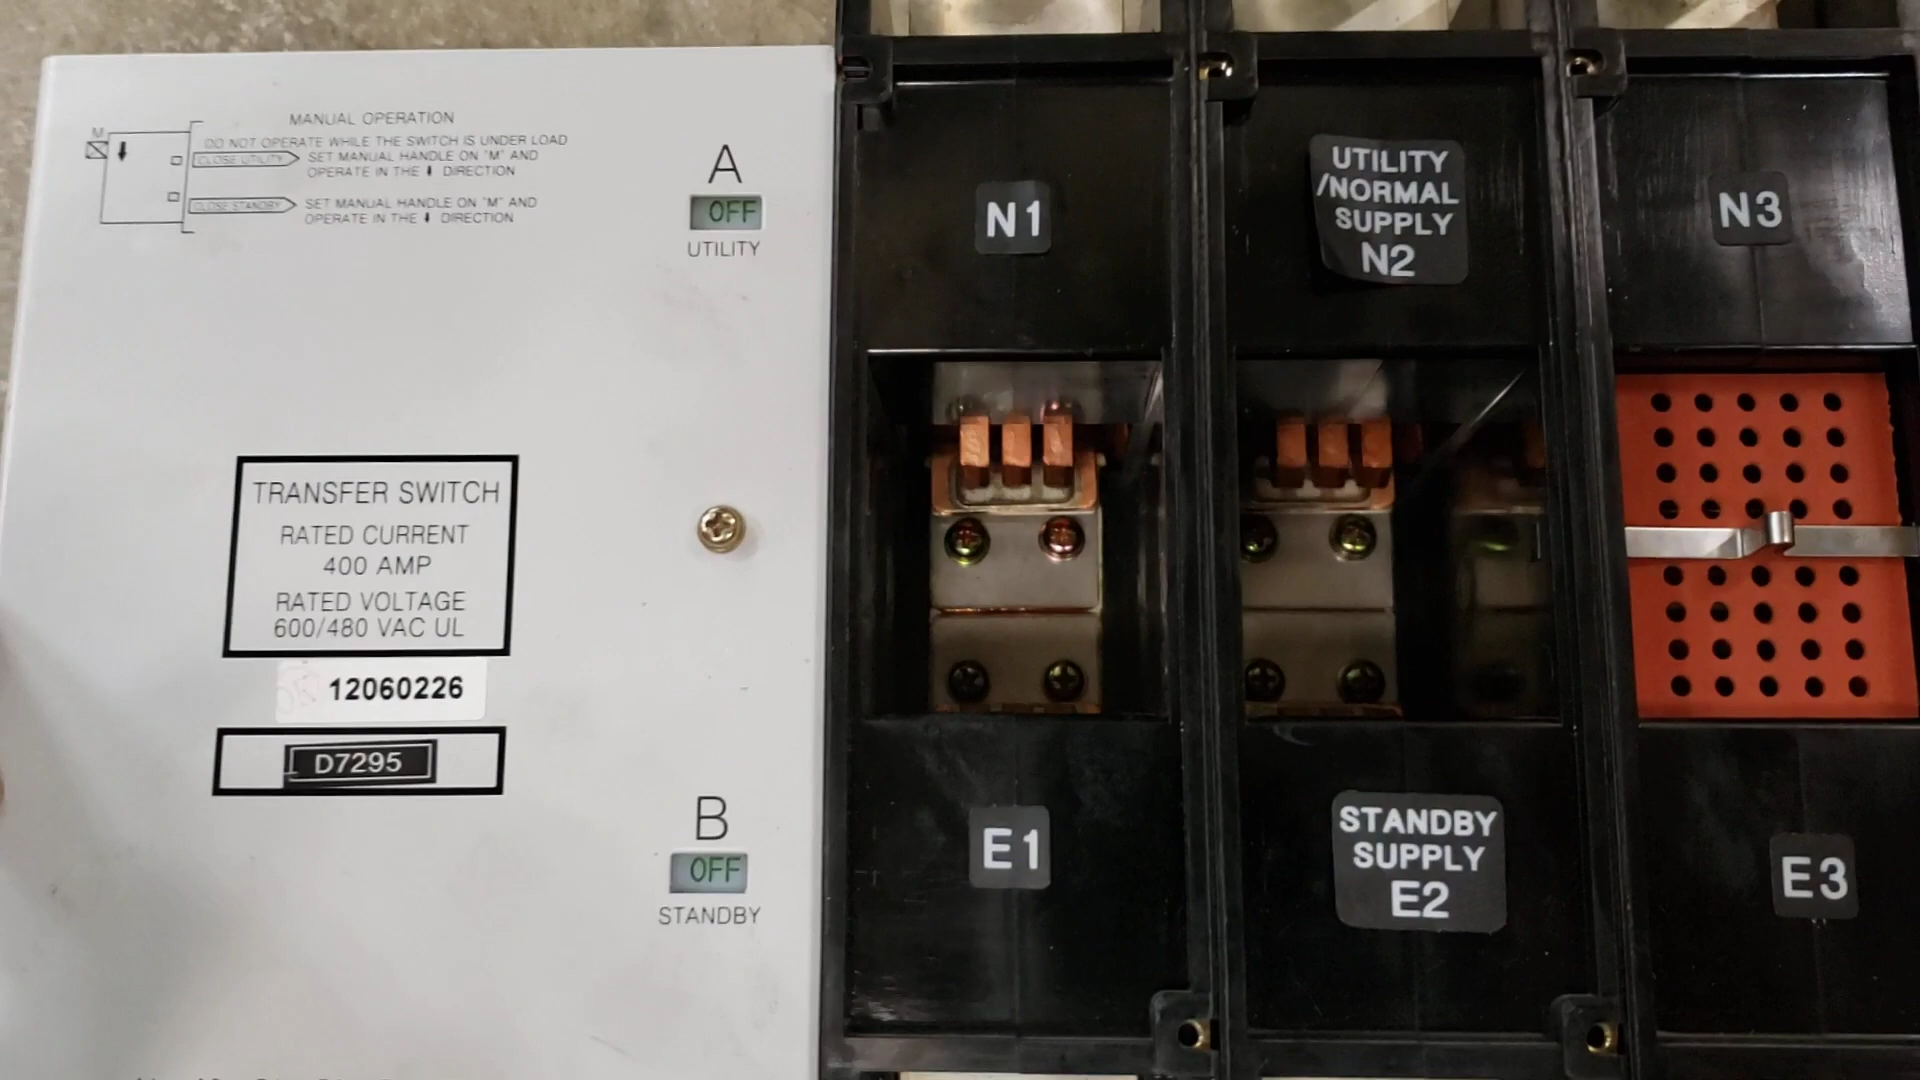 MANUAL OPERATION
DO NOT OPERATE WHILE THE SWITCH IS UNDER LOAD
M
CLOSE UTILITY
SET MANUAL HANDLE ON "M" AND
OPERATE IN THE ⬇ DIRECTION
CLOSE STANDBY
SET MANUAL HANDLE ON "M" AND
OPERATE IN THE ⬇ DIRECTION
A
OFF
UTILITY
TRANSFER SWITCH
RATED CURRENT
400 AMP
RATED VOLTAGE
600/480 VAC UL
12060226
D7295
B
OFF
STANDBY
N1
UTILITY
/NORMAL
SUPPLY
N2
N3
E1
STANDBY
SUPPLY
E2
E3